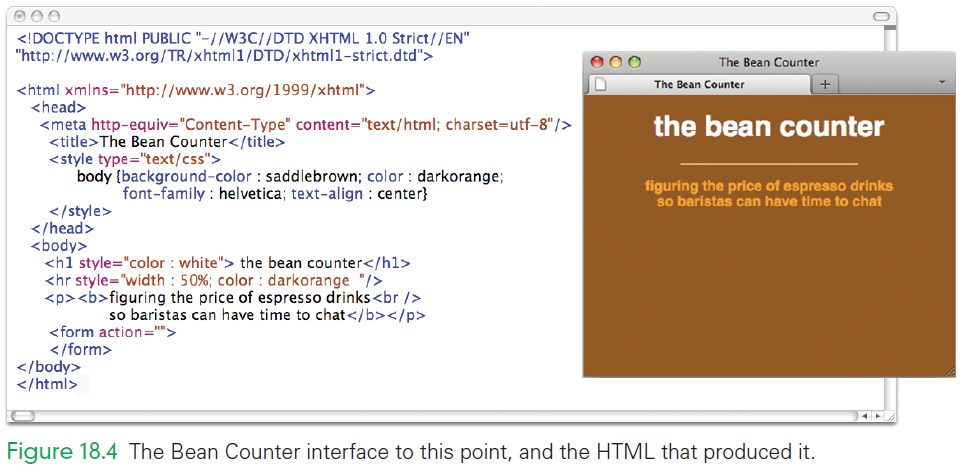 <!DOCTYPE html PUBLIC "-//W3C//DTD XHTML 1.0 Strict//EN"
"http://www.w3.org/TR/xhtml1/DTD/xhtml1-strict.dtd">
<html xmlns="http://www.w3.org/1999/xhtml">
<head>
<meta http-equiv="Content-Type" content="text/html; charset=utf-8"/>
<title>The Bean Counter</title>
<style type="text/css">
body {background-color : saddlebrown; color : darkorange;
font-family : helvetica; text-align : center}
</style>
</head>
<body>
<h1 style="color : white"> the bean counter</h1>
<hr style="width : 50%; color : darkorange "/>
<p><b>figuring the price of espresso drinks<br />
so baristas can have time to chat</b></p>
<form action="">
</form>
</body>
</html>
The Bean Counter
The Bean Counter
the bean counter
figuring the price of espresso drinks
so baristas can have time to chat
Figure 18.4 The Bean Counter interface to this point, and the HTML that produced it.